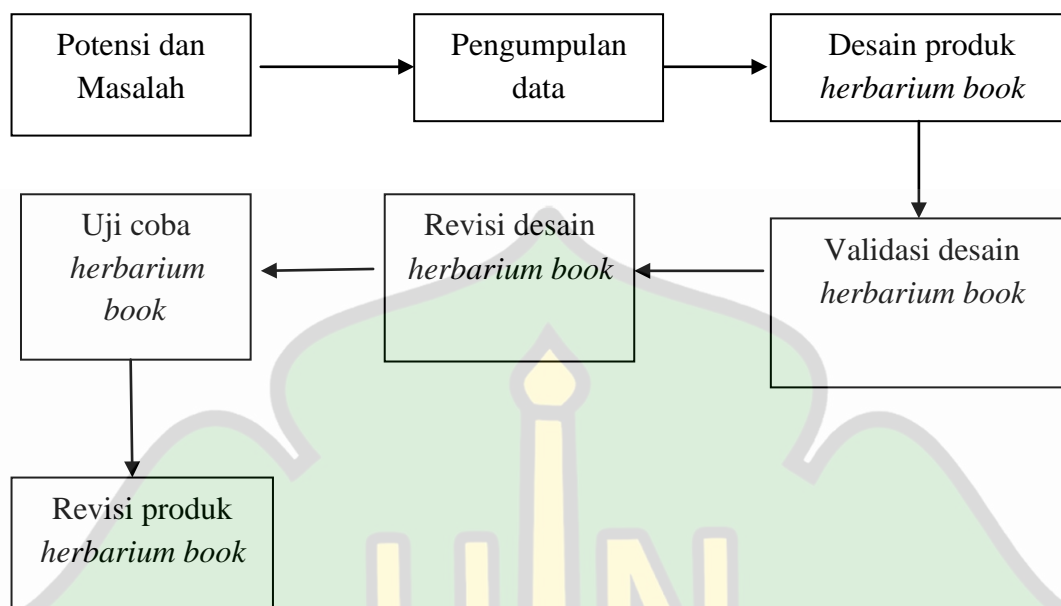 Potensi dan
Masalah
Pengumpulan
data
Desain produk
herbarium book
Validasi desain
herbarium book
Revisi desain
herbarium book
Uji coba
herbarium
book
Revisi produk
herbarium book
UIN